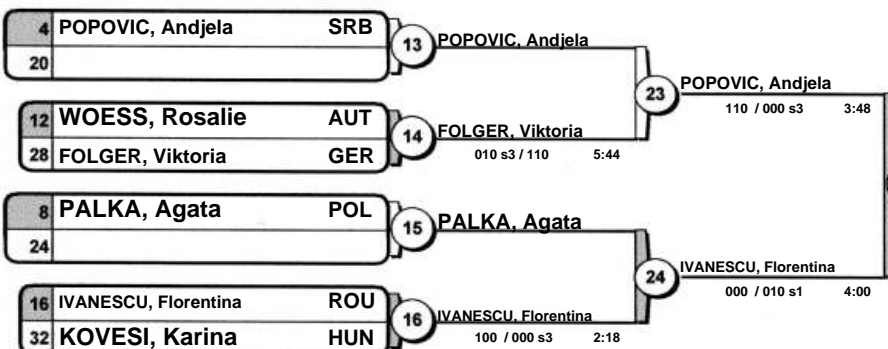 4 POPOVIC, Andjela SRB
20
13 POPOVIC, Andjela
12 WOESS, Rosalie AUT
28 FOLGER, Viktoria GER
14 FOLGER, Viktoria
010 s3 / 110 5:44
23 POPOVIC, Andjela
110 / 000 s3 3:48
8 PALKA, Agata POL
24
15 PALKA, Agata
16 IVANESCU, Florentina ROU
32 KOVESI, Karina HUN
16 IVANESCU, Florentina
100 / 000 s3 2:18
24 IVANESCU, Florentina
000 / 010 s1 4:00